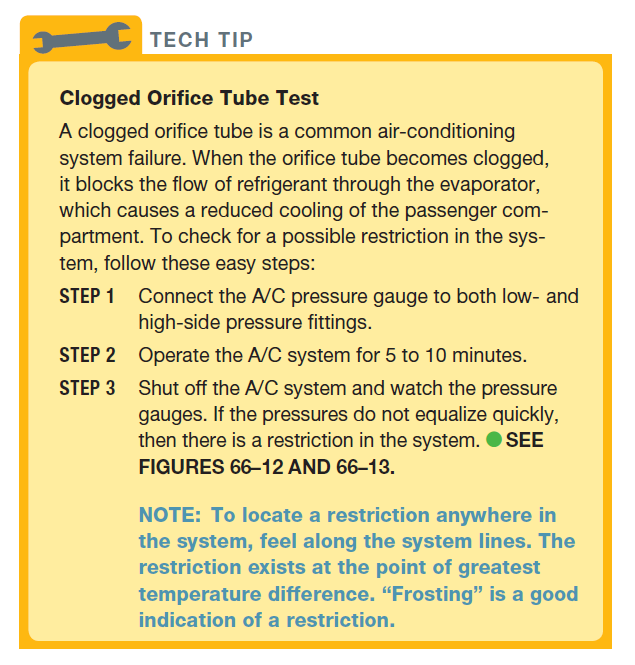 TECH TIP
Clogged Orifice Tube Test
A clogged orifice tube is a common air-conditioning
system failure. When the orifice tube becomes clogged,
it blocks the flow of refrigerant through the evaporator,
which causes a reduced cooling of the passenger com-
partment. To check for a possible restriction in the sys-
tem, follow these easy steps:
STEP 1 Connect the A/C pressure gauge to both low- and
high-side pressure fittings.
STEP 2 Operate the A/C system for 5 to 10 minutes.
STEP 3 Shut off the A/C system and watch the pressure
gauges. If the pressures do not equalize quickly,
then there is a restriction in the system. ● SEE
FIGURES 66–12 AND 66–13.
NOTE: To locate a restriction anywhere in
the system, feel along the system lines. The
restriction exists at the point of greatest
temperature difference. “Frosting” is a good
indication of a restriction.